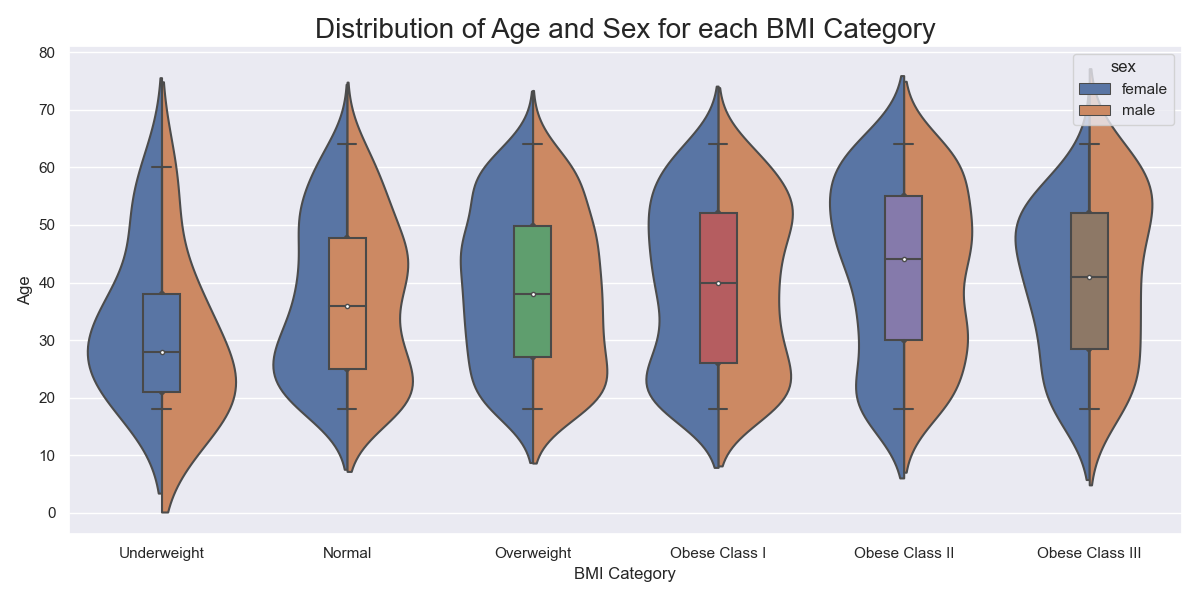 Distribution of Age and Sex for each BMI Category
sex
female
male
80
70
60
50
40
30
20
10
0
Age
Underweight Normal Overweight Obese Class I Obese Class II Obese Class III
BMI Category